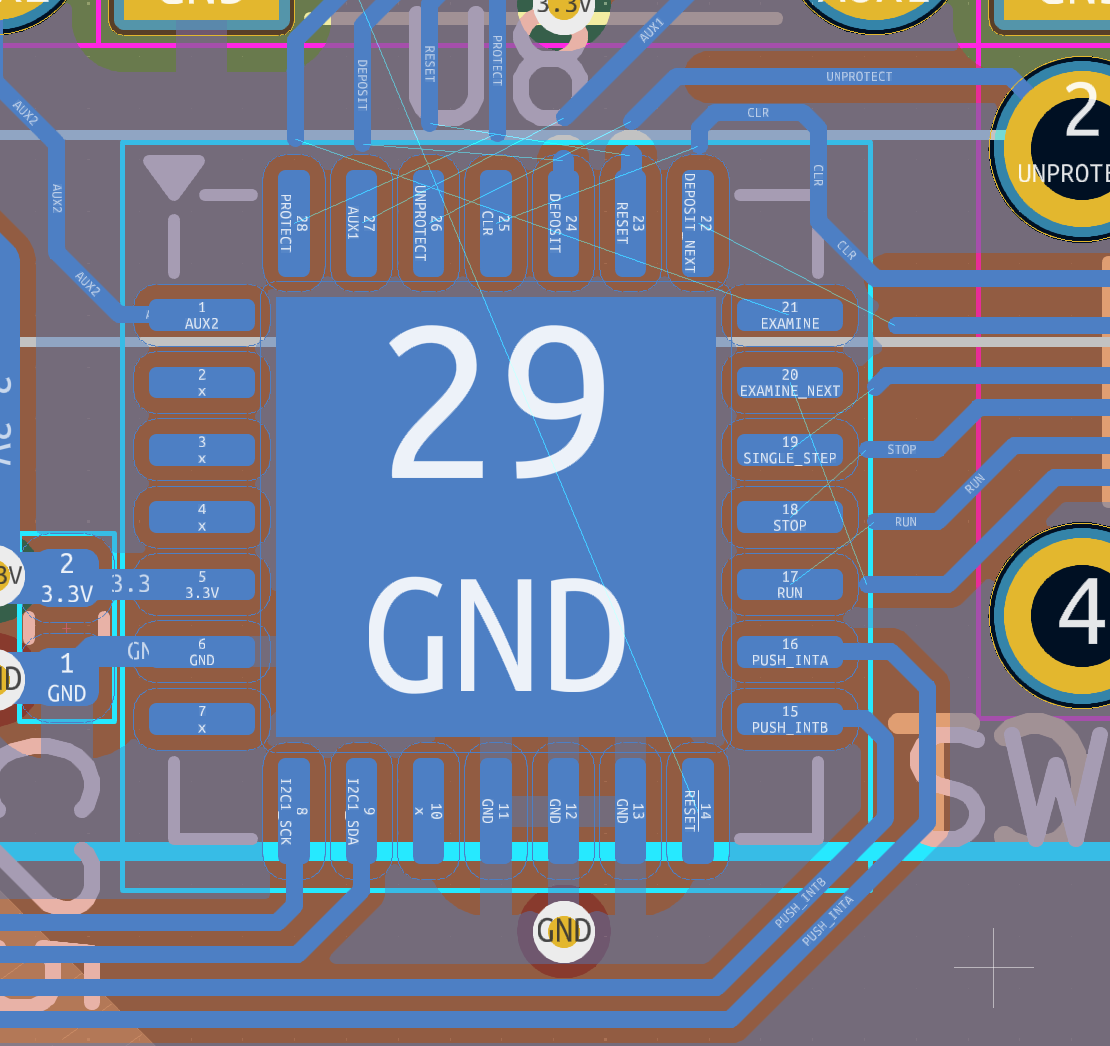 3.3V
U8
AUX1
DEPOSIT
RESET
PROTECT
UNPROTECT
CLR
2
AUX2
AUX2
AUX2
CLR
CLR
28
PROTECT
27
AUX1
26
UNPROTECT
25
CLR
24
DEPOSIT
23
RESET
22
DEPOSIT_NEXT
1
AUX2
2
x
3
x
4
x
5
3.3V
6
GND
7
x
29
GND
21
EXAMINE
20
EXAMINE_NEXT
19
SINGLE_STEP
18
STOP
17
RUN
16
PUSH_INTA
15
PUSH_INTB
STOP
RUN
RUN
4
2
3.3V
3.3
1
GND
8
I2C1_SCK
9
I2C1_SDA
10
x
11
GND
12
GND
13
GND
14
RESET
SW
GND
PUSH_INTB
PUSH_INTA